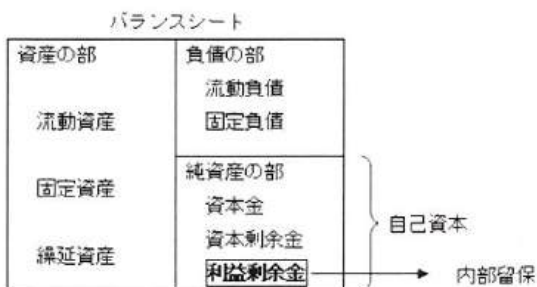 バランスシート
資産の部
流動資産
固定資産
繰延資産
負債の部
流動負債
固定負債
純資産の部
資本金
資本剰余金
利益剰余金
自己資本
内部留保